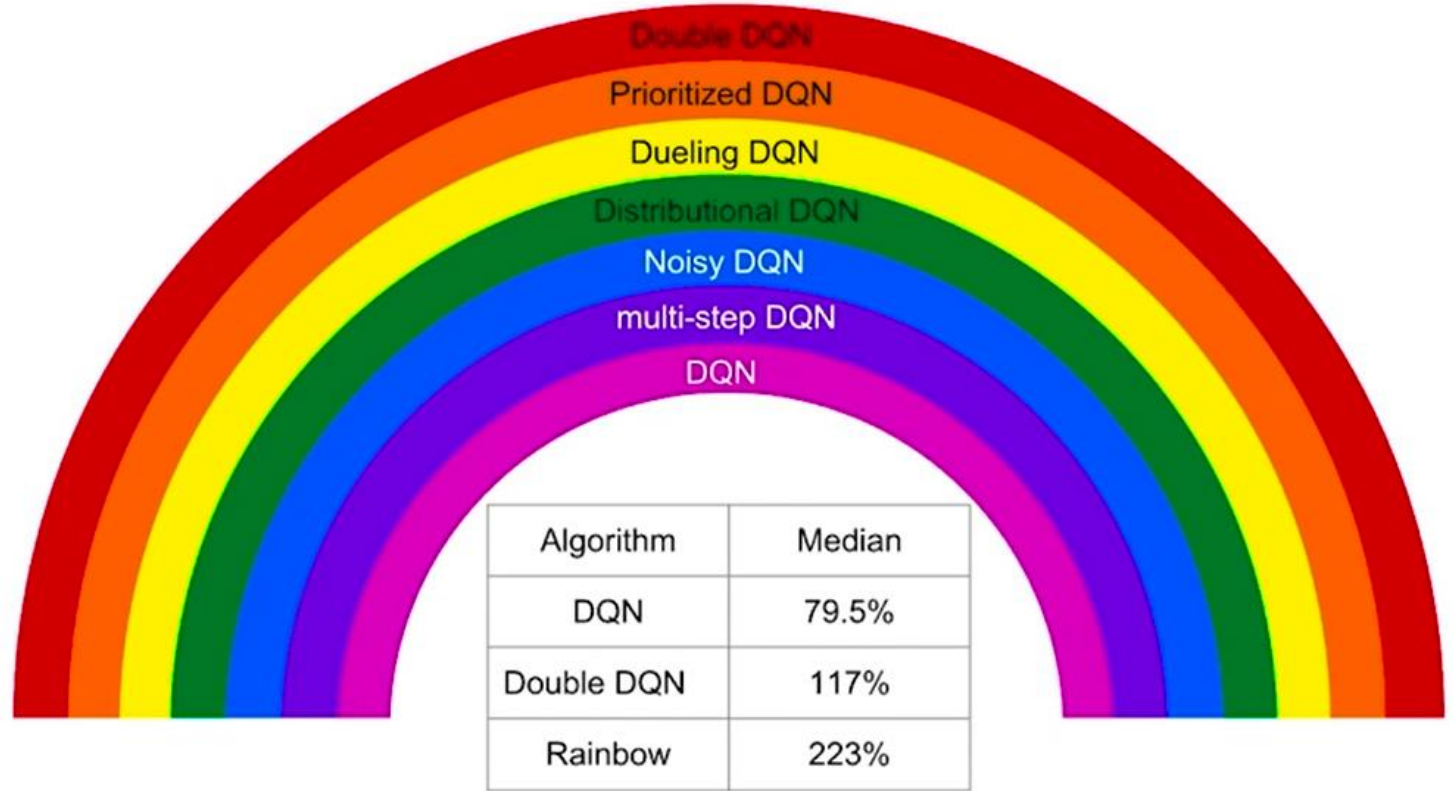 Double DQN
Prioritized DQN
Dueling DQN
Distributional DQN
Noisy DQN
multi-step DQN
DQN
Algorithm Median
DQN 79.5%
Double DQN 117%
Rainbow 223%